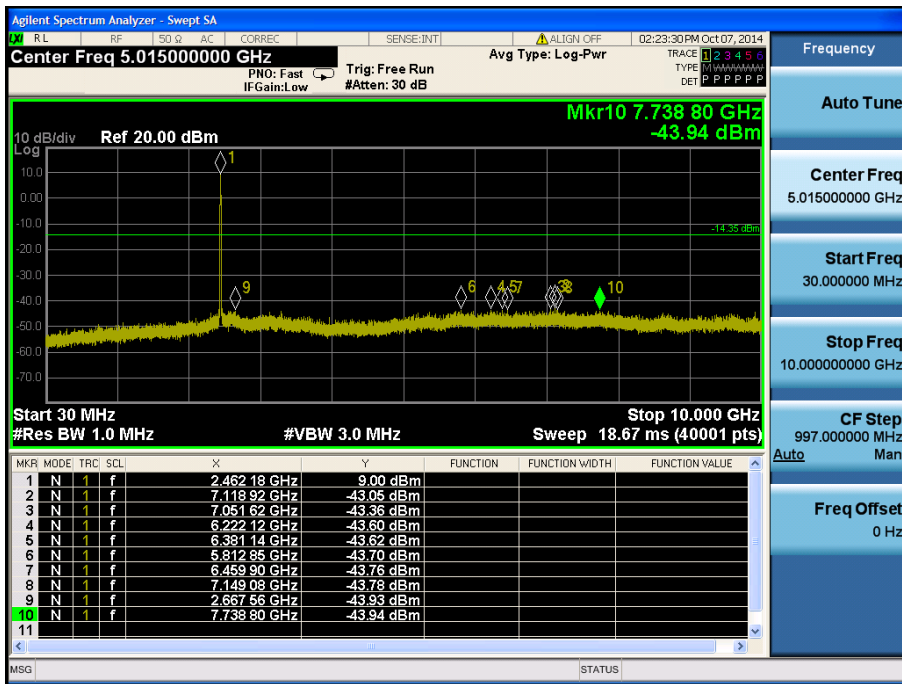 Agilent Spectrum Analyzer - Swept SA
LXI RL RF 50 Ω AC CORREC SENSE:INT ALIGN OFF 02:23:30 PM Oct 07, 2014
Center Freq 5.015000000 GHz
PNO: Fast
IFGain:Low
Trig: Free Run
#Atten: 30 dB
Avg Type: Log-Pwr
TRACE 1 2 3 4 5 6
TYPE M
DET P P P P P P
Mkr10 7.738 80 GHz
-43.94 dBm
10 dB/div Ref 20.00 dBm
Log
10.0
0.00
-10.0
-20.0
-30.0
-40.0
-50.0
-60.0
-70.0
-14.35 dBm
1
9
6
4
5
7
3
8
10
Start 30 MHz Stop 10.000 GHz
#Res BW 1.0 MHz #VBW 3.0 MHz Sweep 18.67 ms (40001 pts)
MKR MODE TRC SCL X Y FUNCTION FUNCTION WIDTH FUNCTION VALUE
1 N 1 f 2.462 18 GHz 9.00 dBm
2 N 1 f 7.118 92 GHz -43.05 dBm
3 N 1 f 7.051 62 GHz -43.36 dBm
4 N 1 f 6.222 12 GHz -43.60 dBm
5 N 1 f 6.381 14 GHz -43.62 dBm
6 N 1 f 5.812 85 GHz -43.70 dBm
7 N 1 f 6.459 90 GHz -43.76 dBm
8 N 1 f 7.149 08 GHz -43.78 dBm
9 N 1 f 2.667 56 GHz -43.93 dBm
10 N 1 f 7.738 80 GHz -43.94 dBm
11
MSG STATUS
Frequency
Auto Tune
Center Freq
5.015000000 GHz
Start Freq
30.000000 MHz
Stop Freq
10.000000000 GHz
CF Step
997.000000 MHz
Auto Man
Freq Offset
0 Hz